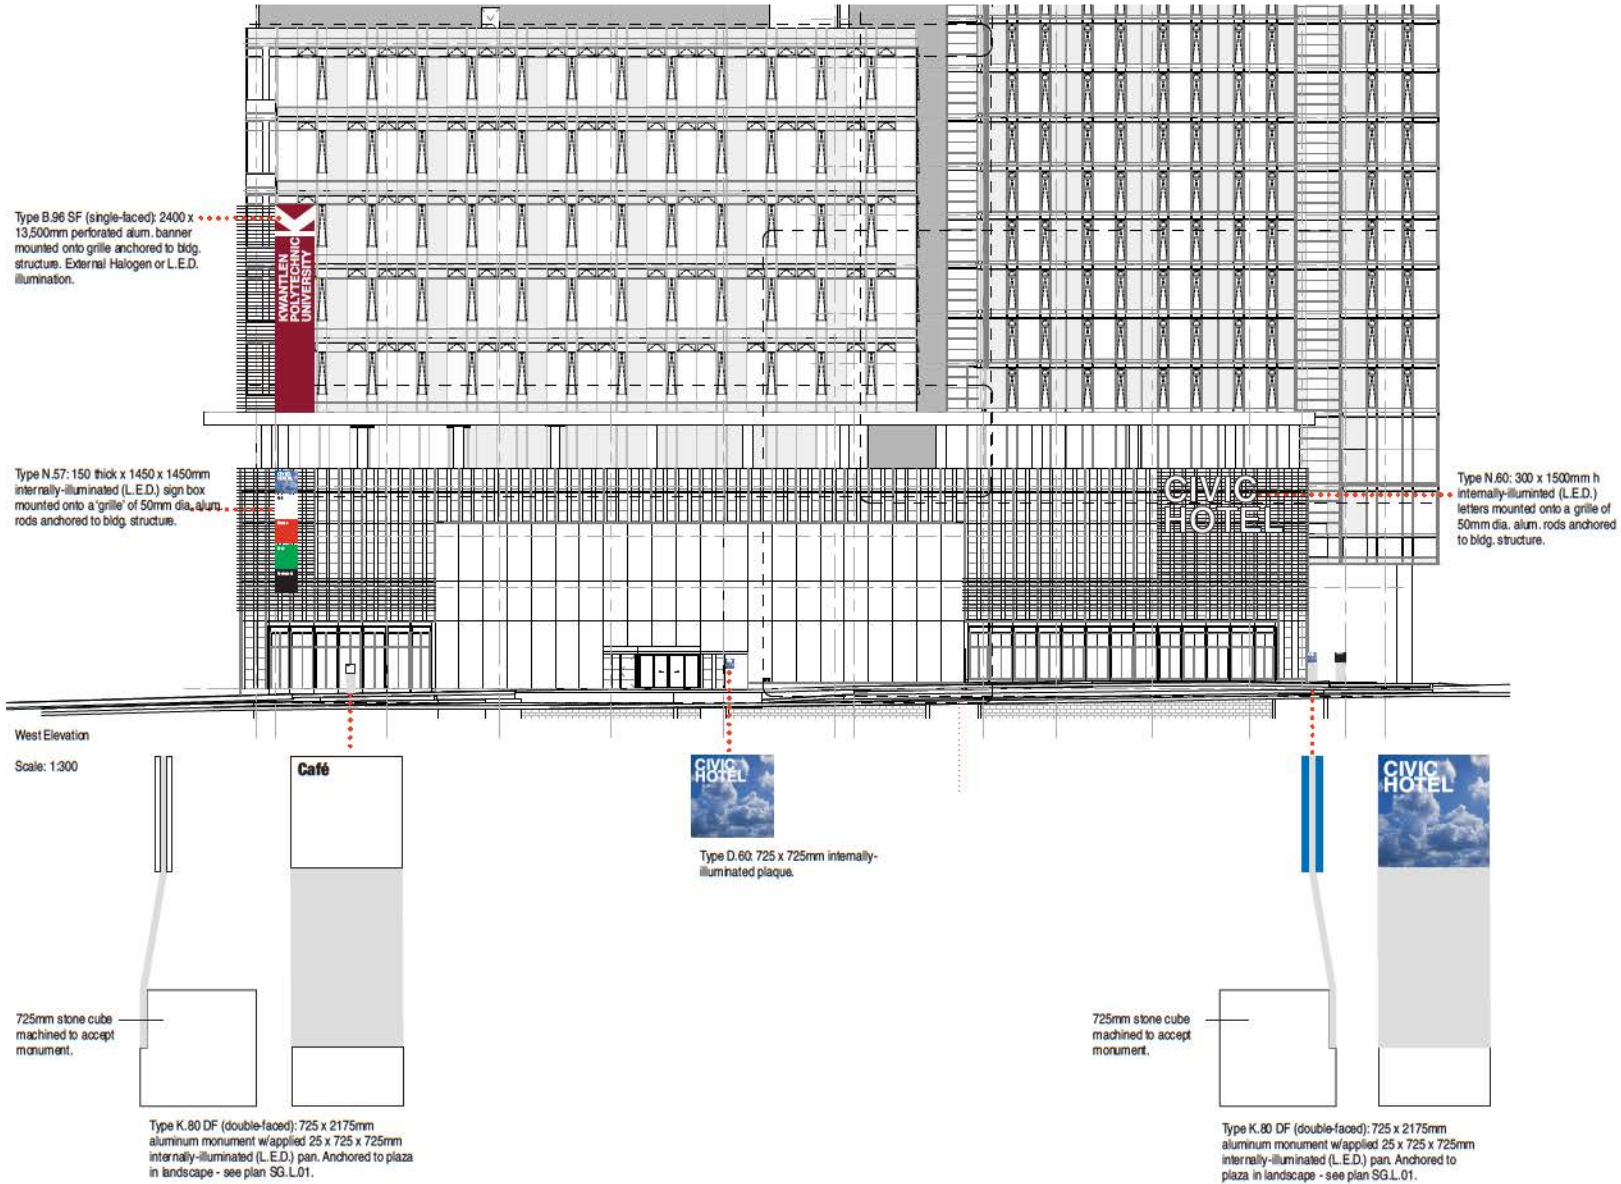 Type B.96 SF (single-faced): 2400 x
13,500mm perforated alum. banner
mounted onto grille anchored to bldg.
structure. External Halogen or L.E.D.
illumination.
K
KWANTLEN
POLYTECHNIC
UNIVERSITY
Type N.57: 150 thick x 1450 x 1450mm
internally-illuminated (L.E.D.) sign box
mounted onto a 'grille' of 50mm dia. alum.
rods anchored to bldg. structure.
CIVIC
HOTEL
Type N.60: 300 x 1500mm h
internally-illuminted (L.E.D.)
letters mounted onto a grille of
50mm dia. alum. rods anchored
to bldg. structure.
West Elevation
Scale: 1:300
Café
CIVIC
HOTEL
Type D.60: 725 x 725mm internally-
illuminated plaque.
CIVIC
HOTEL
725mm stone cube
machined to accept
monument.
725mm stone cube
machined to accept
monument.
Type K.80 DF (double-faced): 725 x 2175mm
aluminum monument w/applied 25 x 725 x 725mm
internally-illuminated (L.E.D.) pan. Anchored to plaza
in landscape - see plan SG.L.01.
Type K.80 DF (double-faced): 725 x 2175mm
aluminum monument w/applied 25 x 725 x 725mm
internally-illuminated (L.E.D.) pan. Anchored to
plaza in landscape - see plan SG.L.01.